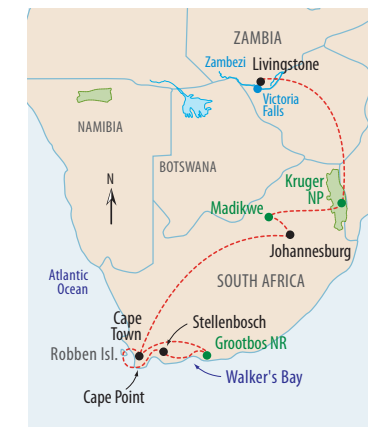 ZAMBIA
Zambezi Livingstone
Victoria
Falls
NAMIBIA
BOTSWANA
N
Kruger
NP
Madikwe
Johannesburg
Atlantic
Ocean
SOUTH AFRICA
Cape
Town
Stellenbosch
Robben Isl.
Grootbos NR
Walker's Bay
Cape Point